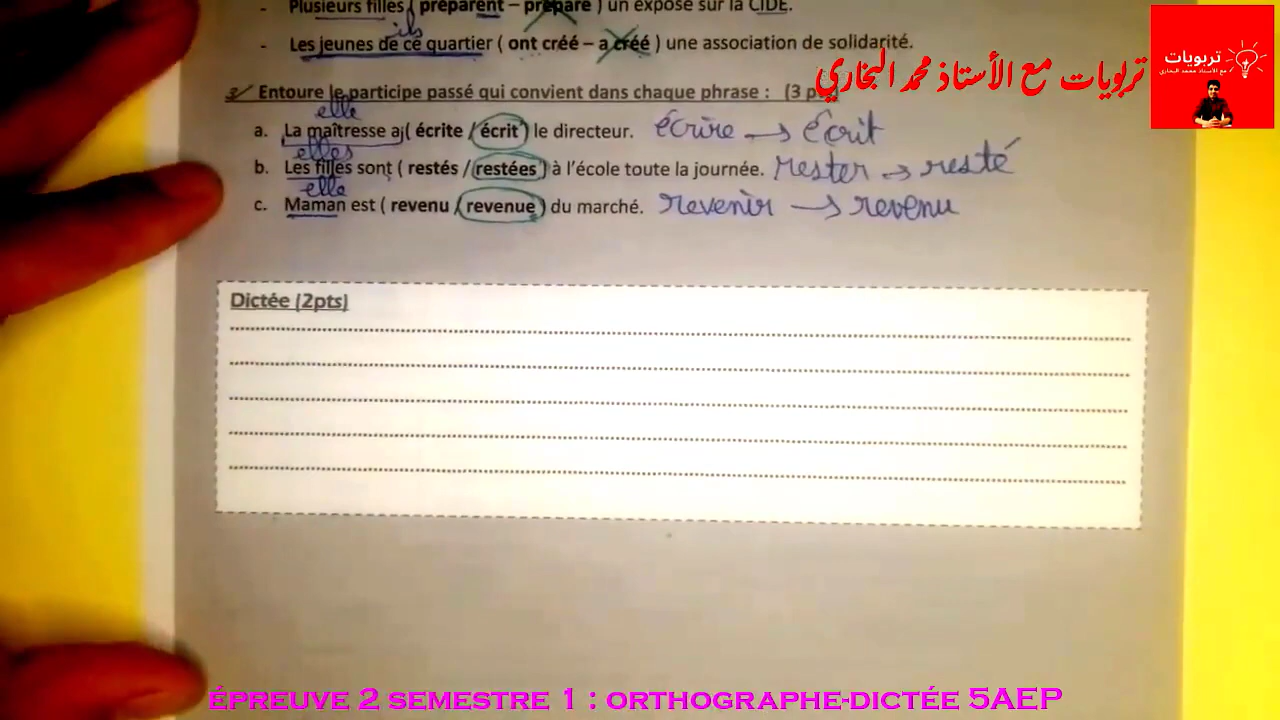 - Plusieurs filles ( préparent – prépare ) un exposé sur la CIDE.
ils
- Les jeunes de ce quartier ( ont créé – a créé ) une association de solidarité.
تربويات
مع الأستاذ محمد البخاري
تربويات مع الأستاذ محمد البخاري
Entoure le participe passé qui convient dans chaque phrase : (3 p
elle
a. La maîtresse a ( écrite / écrit ) le directeur. écrire → écrit
elles
b. Les filles sont ( restés / restées ) à l'école toute la journée. rester → resté
elle
c. Maman est ( revenu / revenue ) du marché. revenir → revenu
Dictée (2pts)
ÉPREUVE 2 SEMESTRE 1 : ORTHOGRAPHE-DICTÉE 5AEP